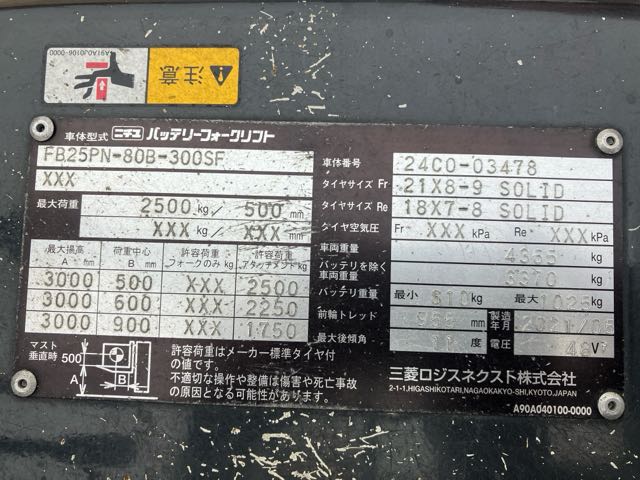 注意
A91A0J0106-0000
車体型式 ニチユ バッテリーフォークリフト
FB25PN-80B-300SF
XXX
最大荷重 2500 kg/ 500 mm
XXX kg/ XXX mm
最大揚高 A mm 荷重中心 B mm 許容荷重 フォークのみ kg 許容荷重 アタッチメント付 kg
3000 500 XXX 2500
3000 600 XXX 2250
3000 900 XXX 1750
マスト垂直時 500 A B
許容荷重はメーカー標準タイヤ付
の値です。
不適切な操作や整備は傷害や死亡事故
の原因となる可能性があります。
車体番号 24C0-03478
タイヤサイズ Fr 21X8-9 SOLID
タイヤサイズ Re 18X7-8 SOLID
タイヤ空気圧 Fr XXX kPa Re XXX kPa
車両重量 kg
バッテリを除く車両重量 kg
バッテリ重量 最小 810 kg 最大 1025 kg
前輪トレッド 955 mm 製造年月 2021/05
最大後傾角 度 電圧 48 V
三菱ロジスネクスト株式会社
2-1-1,HIGASHIKOTARI,NAGAOKAKYO-SHI,KYOTO,JAPAN
A90A040100-0000